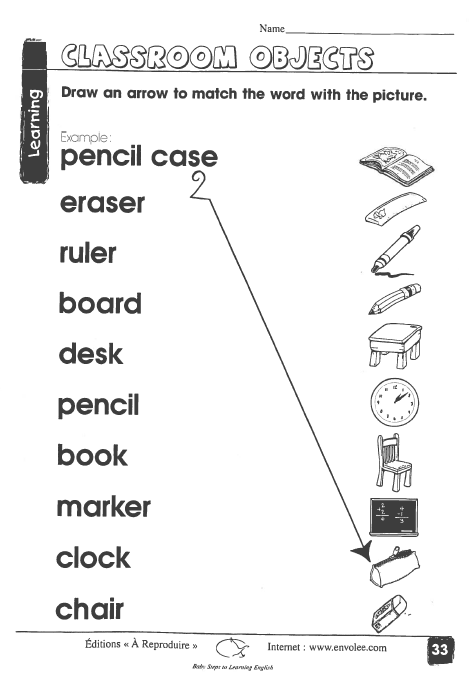 Name
CLASSROOM OBJECTS
Learning
Draw an arrow to match the word with the picture.
Example:
pencil case
eraser
ruler
board
desk
pencil
book
marker
clock
chair
Éditions « À Reproduire »
Internet : www.envolee.com
33
Baby Steps to Learning English